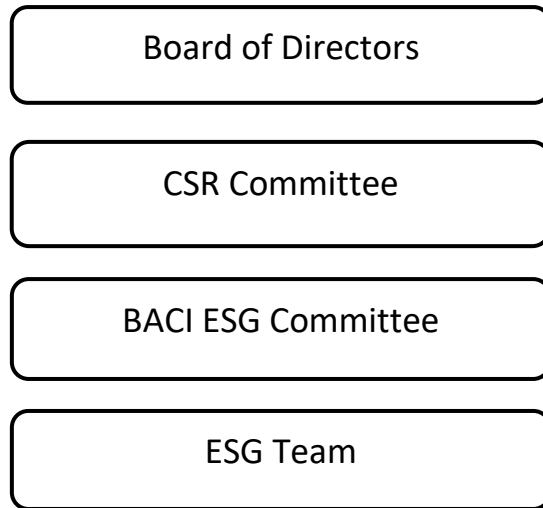 Board of Directors
CSR Committee
BACI ESG Committee
ESG Team